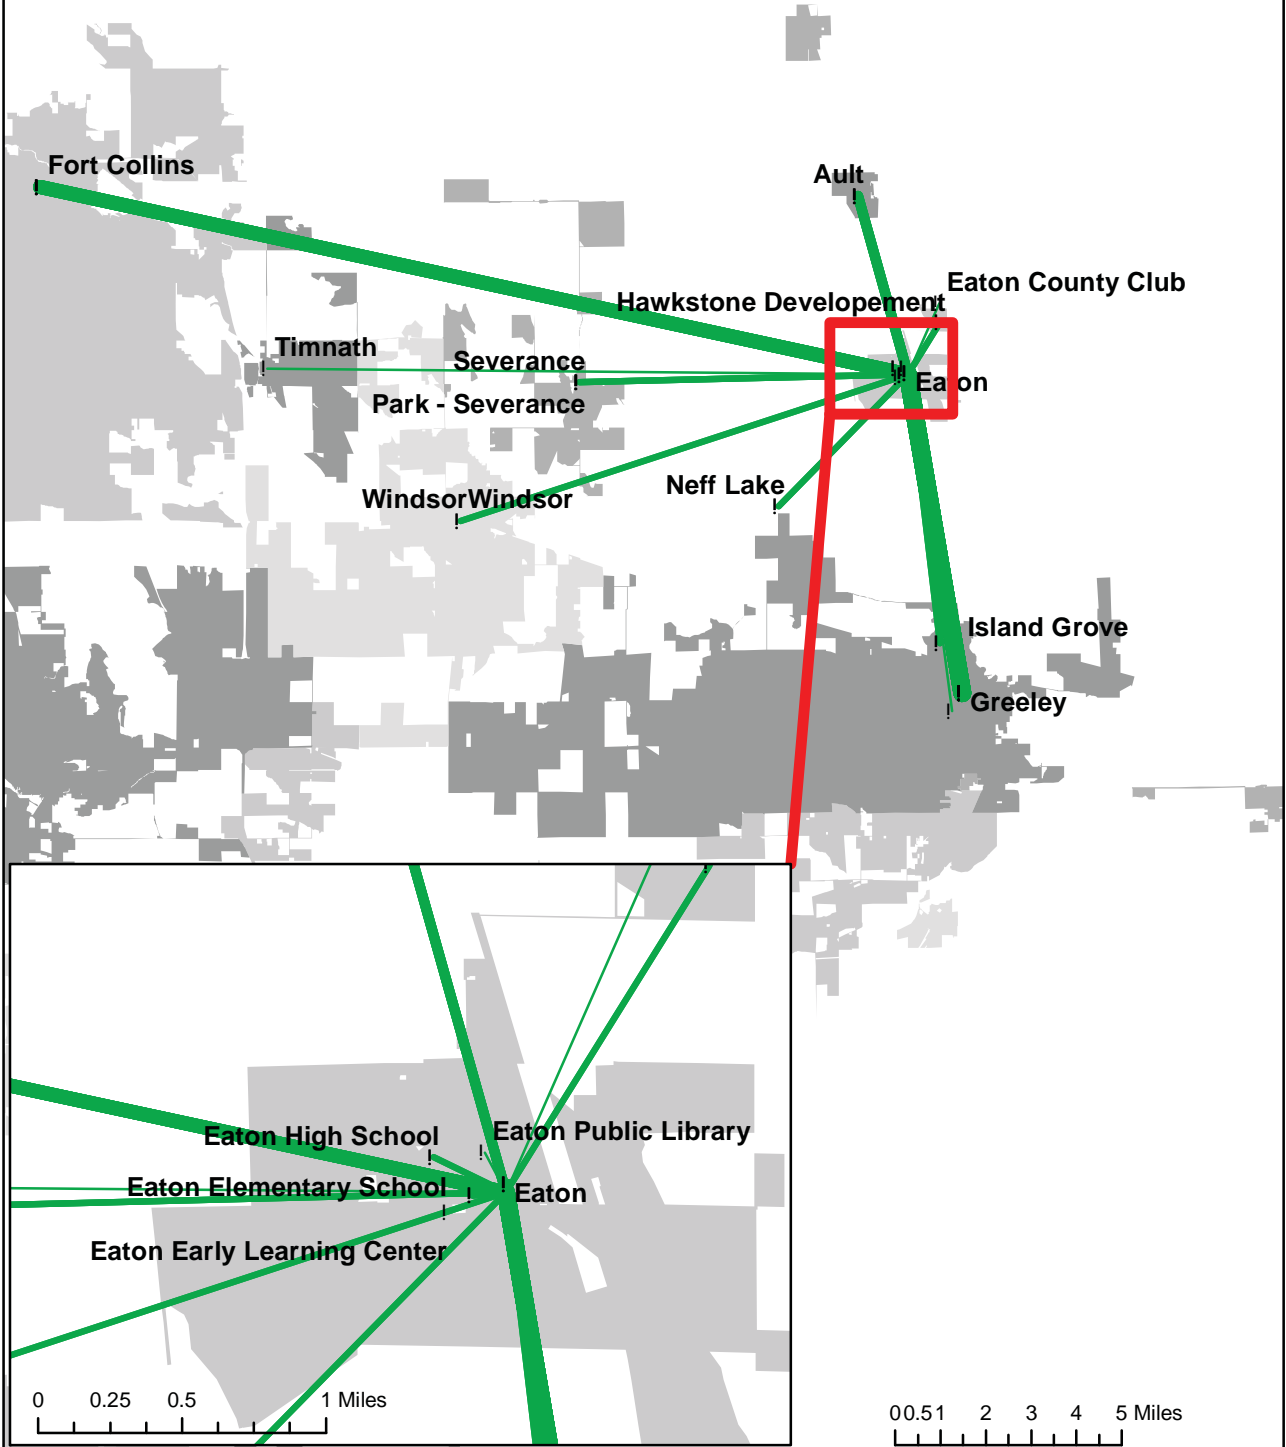 Fort Collins
Ault
Eaton County Club
Hawkstone Developement
Timnath
Severance
Eaton
Park - Severance
Neff Lake
WindsorWindsor
Island Grove
Greeley
Eaton High School
Eaton Public Library
Eaton Elementary School
Eaton
Eaton Early Learning Center
0 0.25 0.5 1 Miles
0 0.5 1 2 3 4 5 Miles